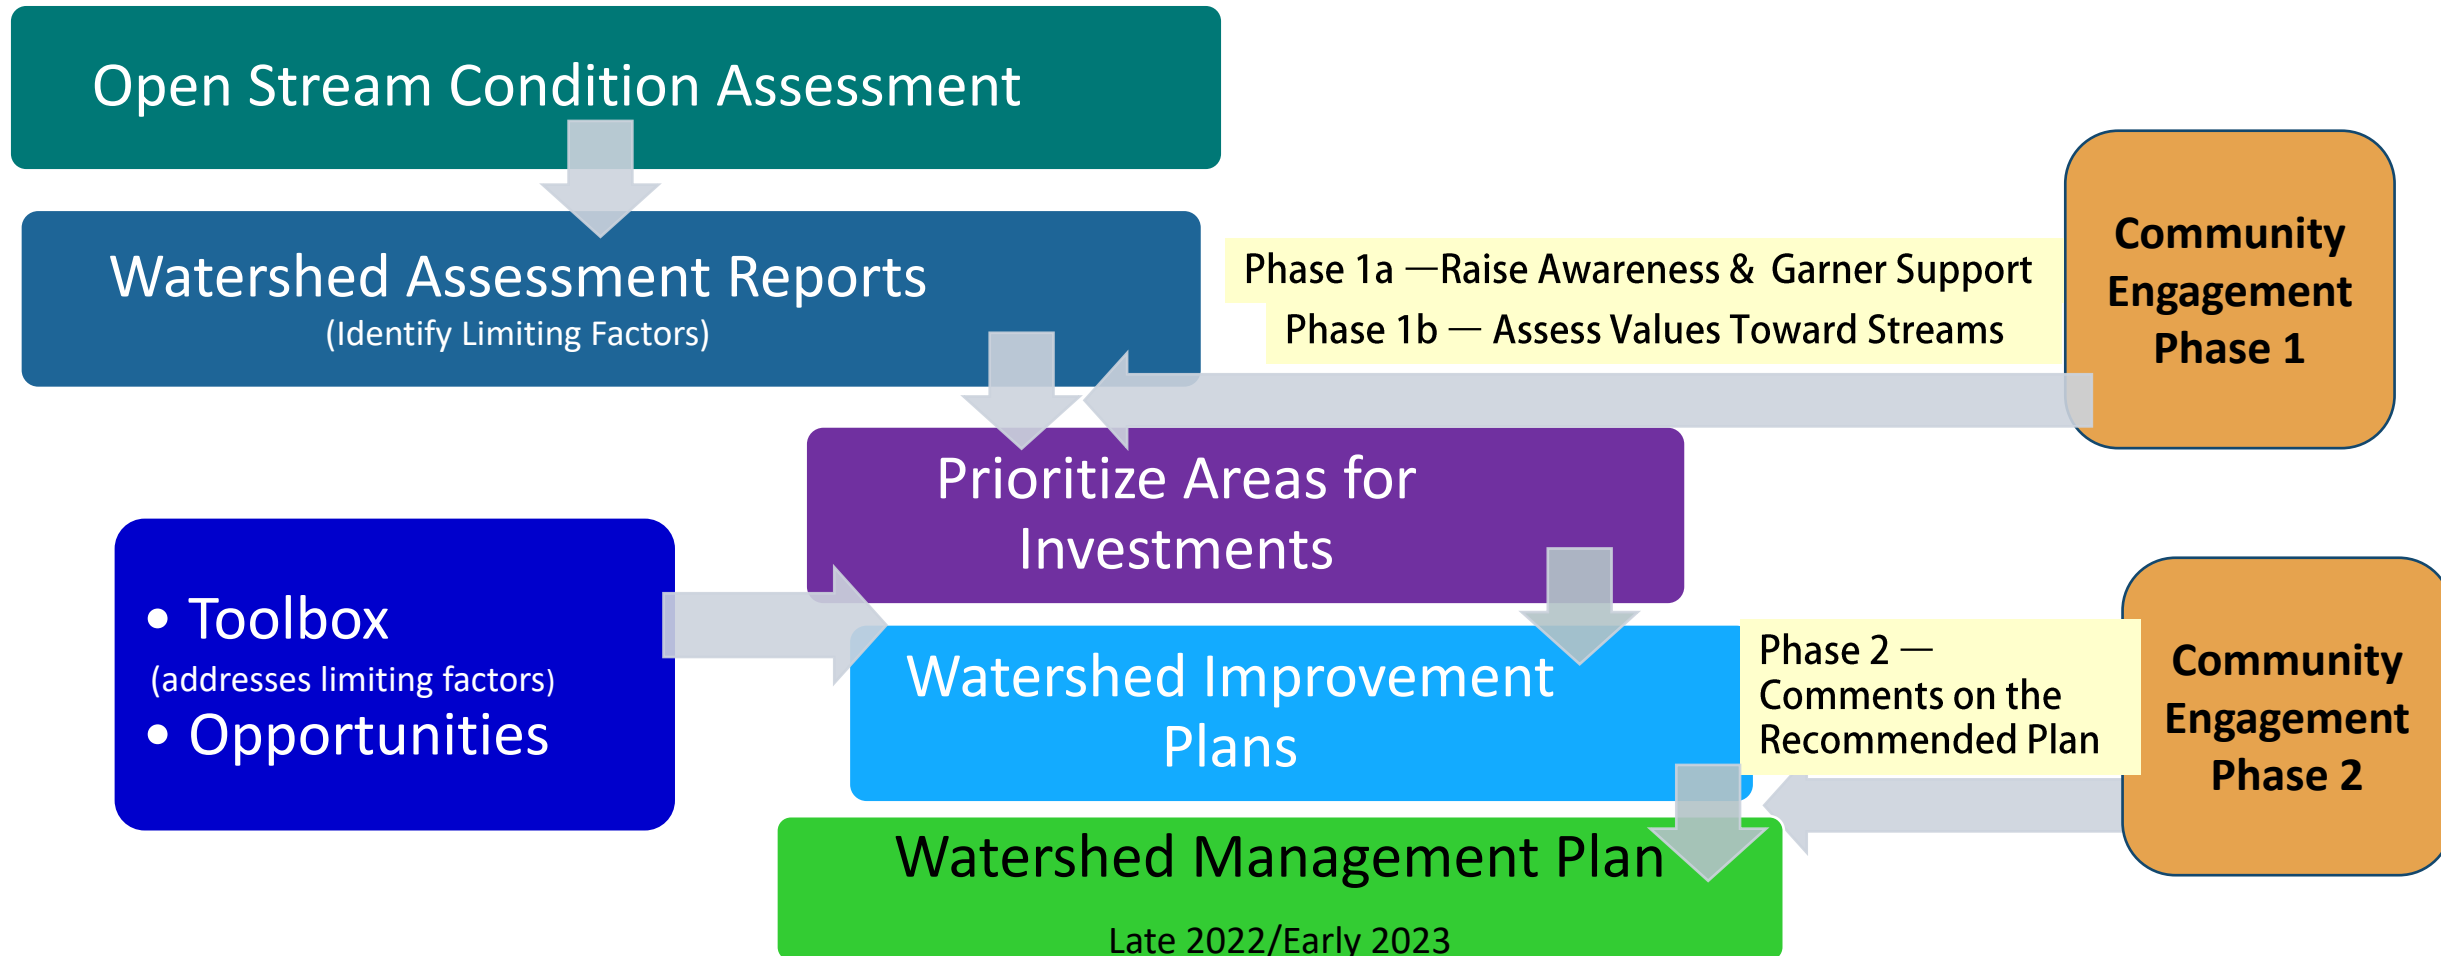 Open Stream Condition Assessment
Watershed Assessment Reports
(Identify Limiting Factors)
Phase 1a —Raise Awareness & Garner Support
Phase 1b — Assess Values Toward Streams
Community
Engagement
Phase 1
Prioritize Areas for
Investments
• Toolbox
(addresses limiting factors)
• Opportunities
Watershed Improvement
Plans
Phase 2 —
Comments on the
Recommended Plan
Community
Engagement
Phase 2
Watershed Management Plan
Late 2022/Early 2023